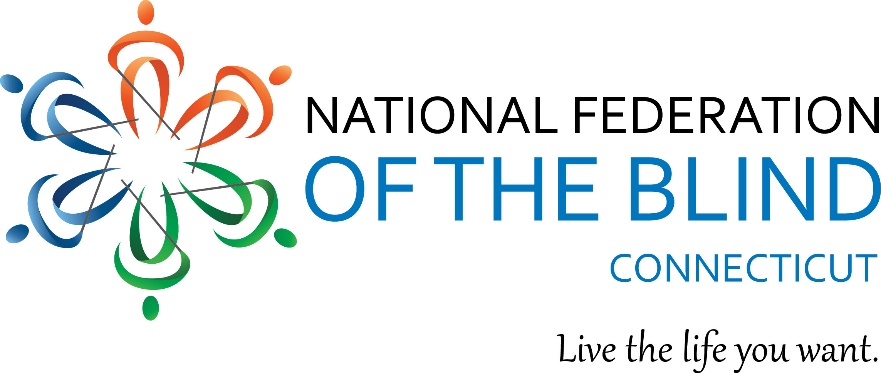 NATIONAL FEDERATION
OF THE BLIND
CONNECTICUT
Live the life you want.